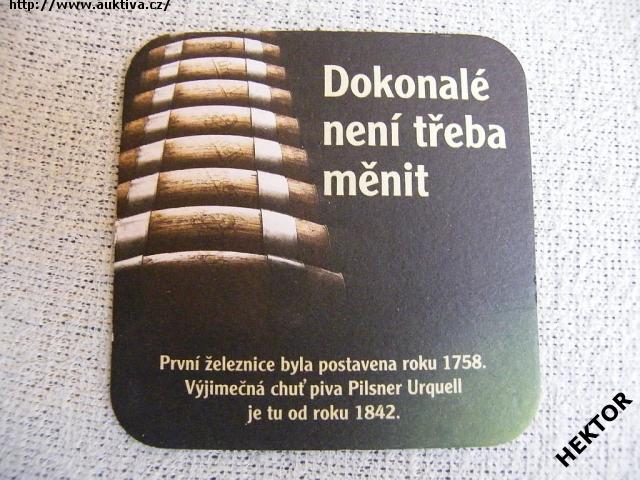 http://www.auktiva.cz/
Dokonalé
není třeba
měnit
První železnice byla postavena roku 1758.
Výjimečná chuť piva Pilsner Urquell
je tu od roku 1842.
HEKTOR